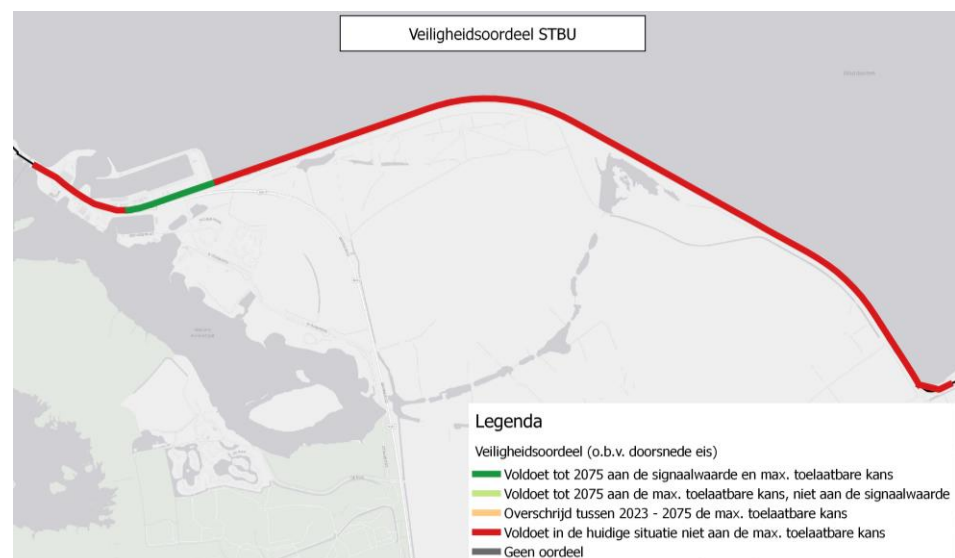 Veiligheidsoordeel STBU
Legenda
Veiligheidsoordeel (o.b.v. doorsnede eis)
Voldoet tot 2075 aan de signaalwaarde en max. toelaatbare kans
Voldoet tot 2075 aan de max. toelaatbare kans, niet aan de signaalwaarde
Overschrijd tussen 2023 - 2075 de max. toelaatbare kans
Voldoet in de huidige situatie niet aan de max. toelaatbare kans
Geen oordeel